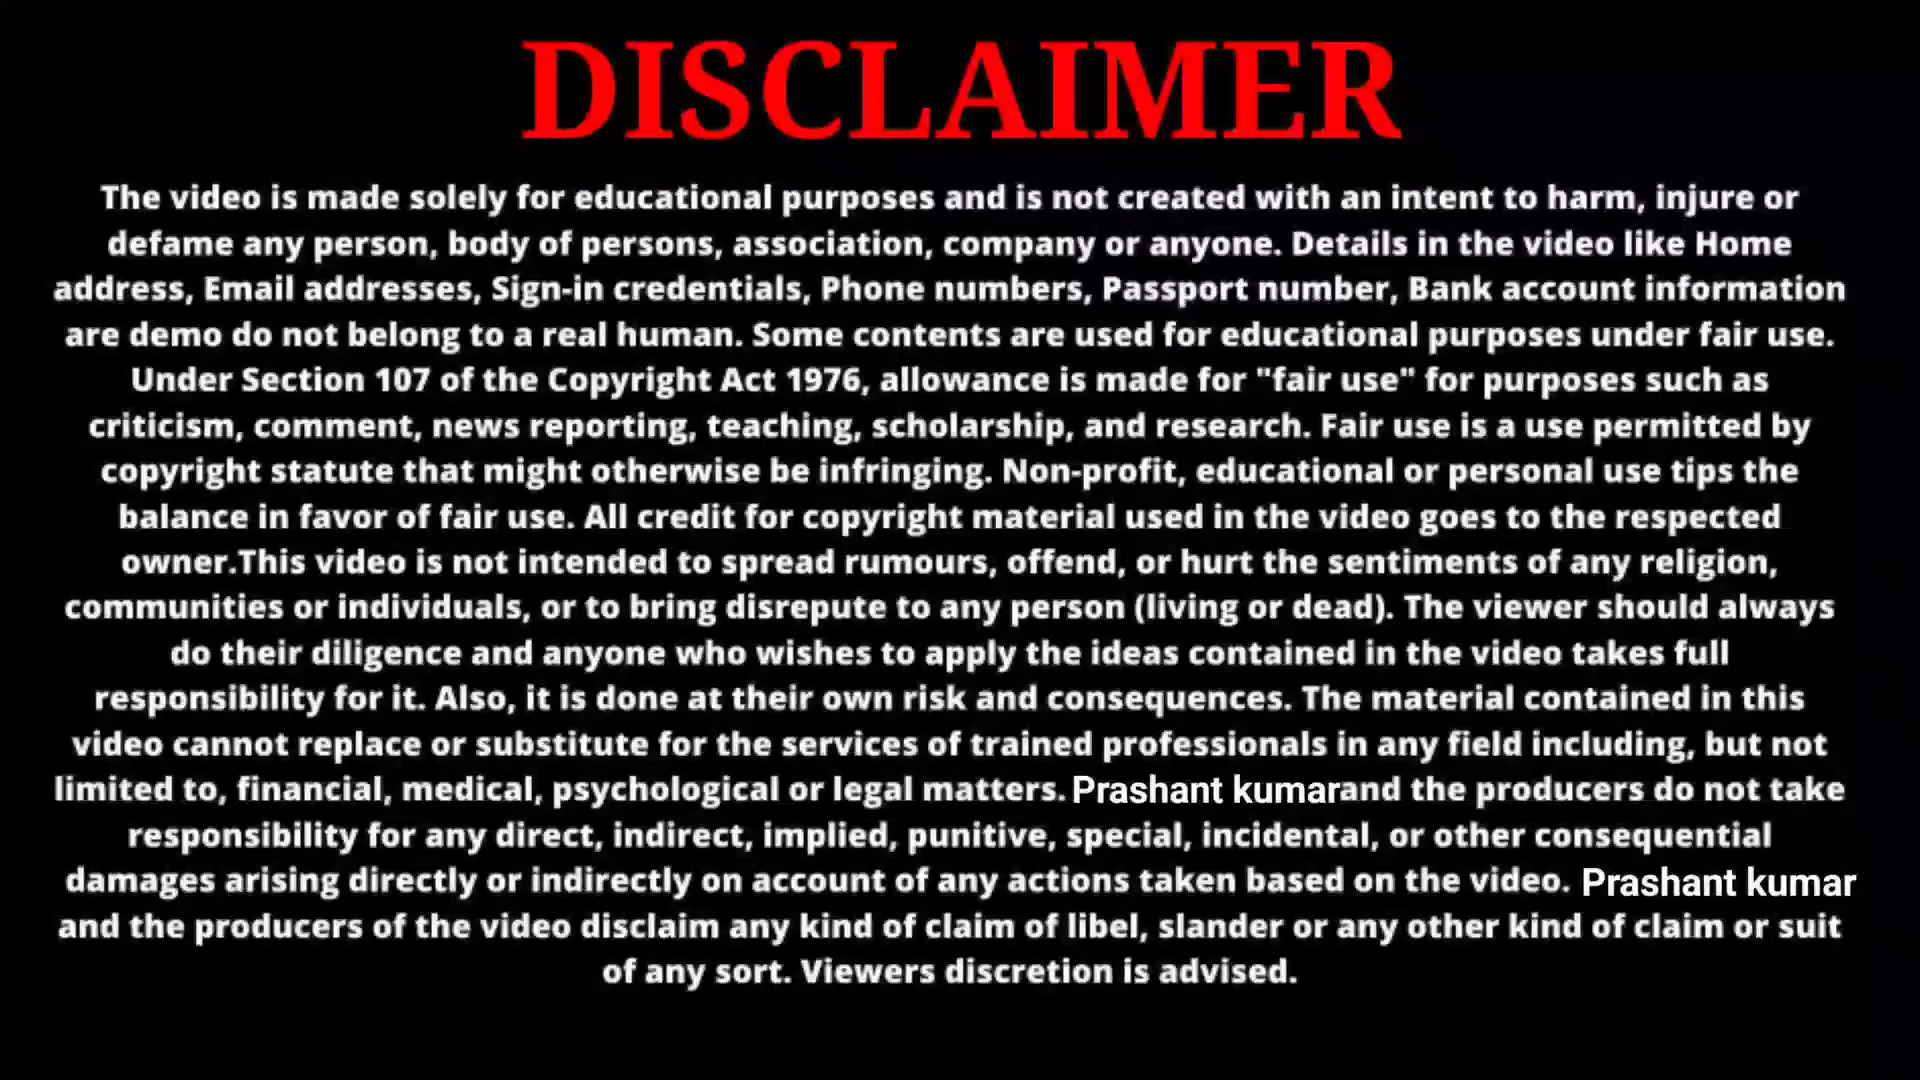 DISCLAIMER
The video is made solely for educational purposes and is not created with an intent to harm, injure or
defame any person, body of persons, association, company or anyone. Details in the video like Home
address, Email addresses, Sign-in credentials, Phone numbers, Passport number, Bank account information
are demo do not belong to a real human. Some contents are used for educational purposes under fair use.
Under Section 107 of the Copyright Act 1976, allowance is made for "fair use" for purposes such as
criticism, comment, news reporting, teaching, scholarship, and research. Fair use is a use permitted by
copyright statute that might otherwise be infringing. Non-profit, educational or personal use tips the
balance in favor of fair use. All credit for copyright material used in the video goes to the respected
owner.This video is not intended to spread rumours, offend, or hurt the sentiments of any religion,
communities or individuals, or to bring disrepute to any person (living or dead). The viewer should always
do their diligence and anyone who wishes to apply the ideas contained in the video takes full
responsibility for it. Also, it is done at their own risk and consequences. The material contained in this
video cannot replace or substitute for the services of trained professionals in any field including, but not
limited to, financial, medical, psychological or legal matters. Prashant kumarand the producers do not take
responsibility for any direct, indirect, implied, punitive, special, incidental, or other consequential
damages arising directly or indirectly on account of any actions taken based on the video. Prashant kumar
and the producers of the video disclaim any kind of claim of libel, slander or any other kind of claim or suit
of any sort. Viewers discretion is advised.